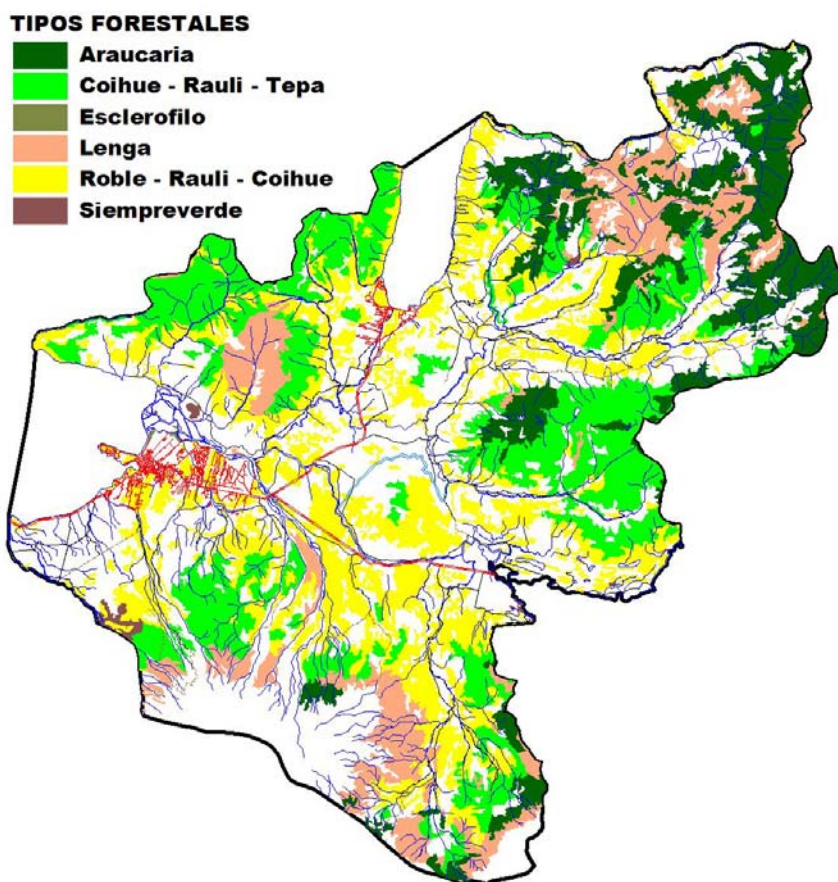 TIPOS FORESTALES
Araucaria
Coihue - Rauli - Tepa
Esclerofilo
Lenga
Roble - Rauli - Coihue
Siempreverde